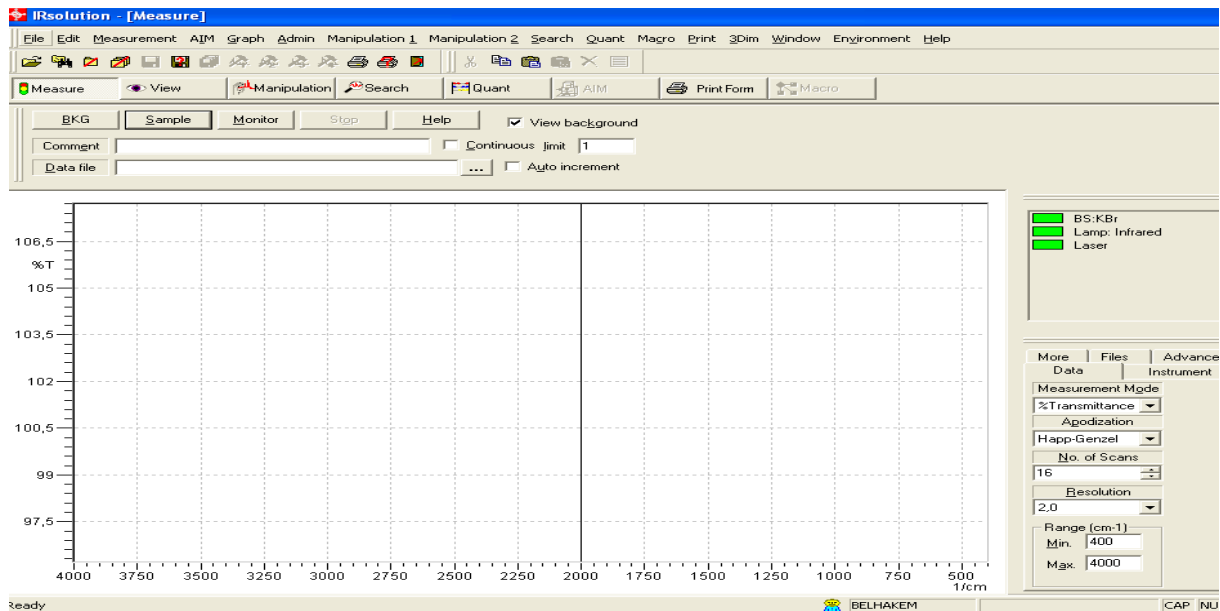 IRsolution - [Measure]
File Edit Measurement AIM Graph Admin Manipulation 1 Manipulation 2 Search Quant Macro Print 3Dim Window Environment Help
Measure View Manipulation Search Quant AIM Print Form Macro
BKG Sample Monitor Stop Help View background
Comment Continuous limit 1
Data file ... Auto increment
106,5
%T
105
103,5
102
100,5
99
97,5
4000 3750 3500 3250 3000 2750 2500 2250 2000 1750 1500 1250 1000 750 500
1/cm
BS:KBr
Lamp: Infrared
Laser
More Files Advance
Data Instrument
Measurement Mode
%Transmittance
Apodization
Happ-Genzel
No. of Scans
16
Resolution
2,0
Range (cm-1)
Min. 400
Max. 4000
Ready BELHAKEM CAP NU